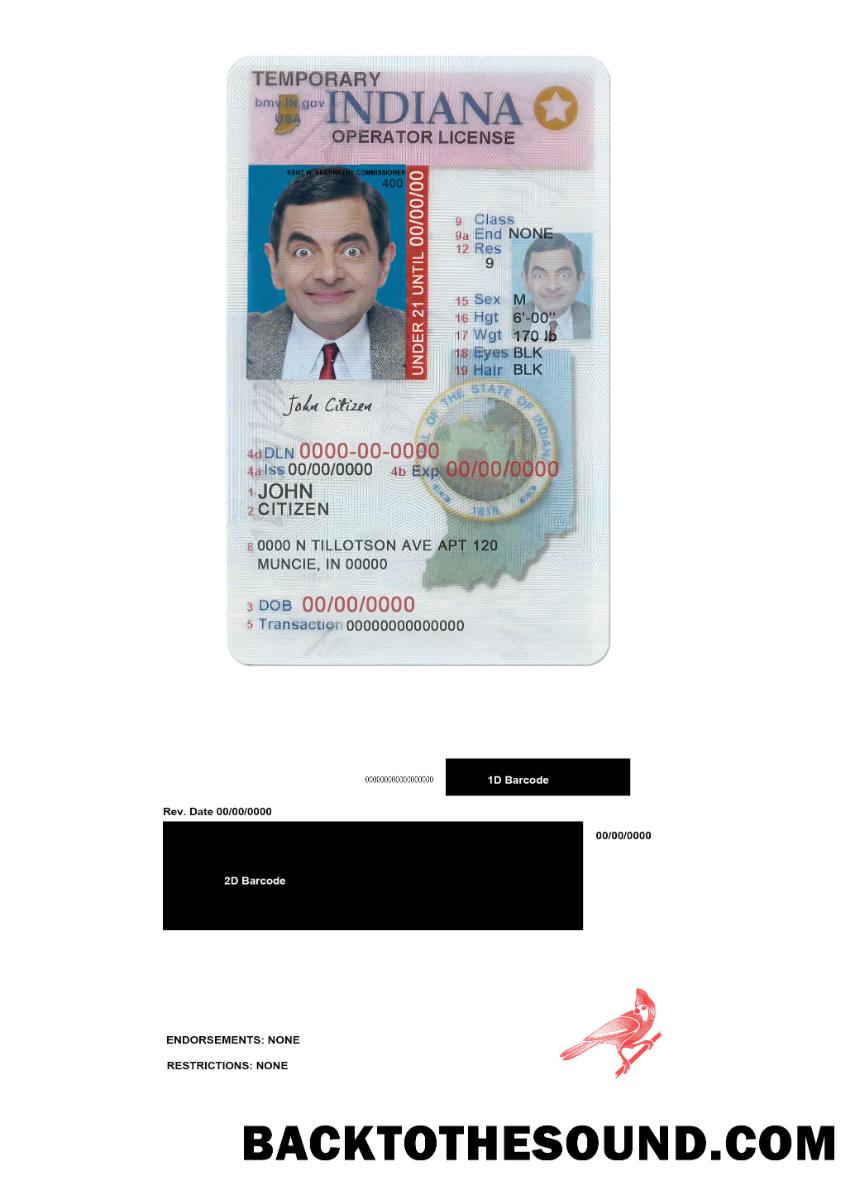 TEMPORARY
bmv.IN.gov
USA
INDIANA
OPERATOR LICENSE
KENT W. ABERNATHY COMMISSIONER
400
UNDER 21 UNTIL 00/00/00
9 Class
9a End NONE
12 Res
9
15 Sex M
16 Hgt 6'-00"
17 Wgt 170 lb
18 Eyes BLK
19 Hair BLK
John Citizen
OF THE STATE OF INDIANA
1816
4d DLN 0000-00-0000
4a Iss 00/00/0000 4b Exp 00/00/0000
1 JOHN
2 CITIZEN
8 0000 N TILLOTSON AVE APT 120
MUNCIE, IN 00000
3 DOB 00/00/0000
5 Transaction 00000000000000
1D Barcode
Rev. Date 00/00/0000
00/00/0000
2D Barcode
ENDORSEMENTS: NONE
RESTRICTIONS: NONE
BACKTOTHESOUND.COM